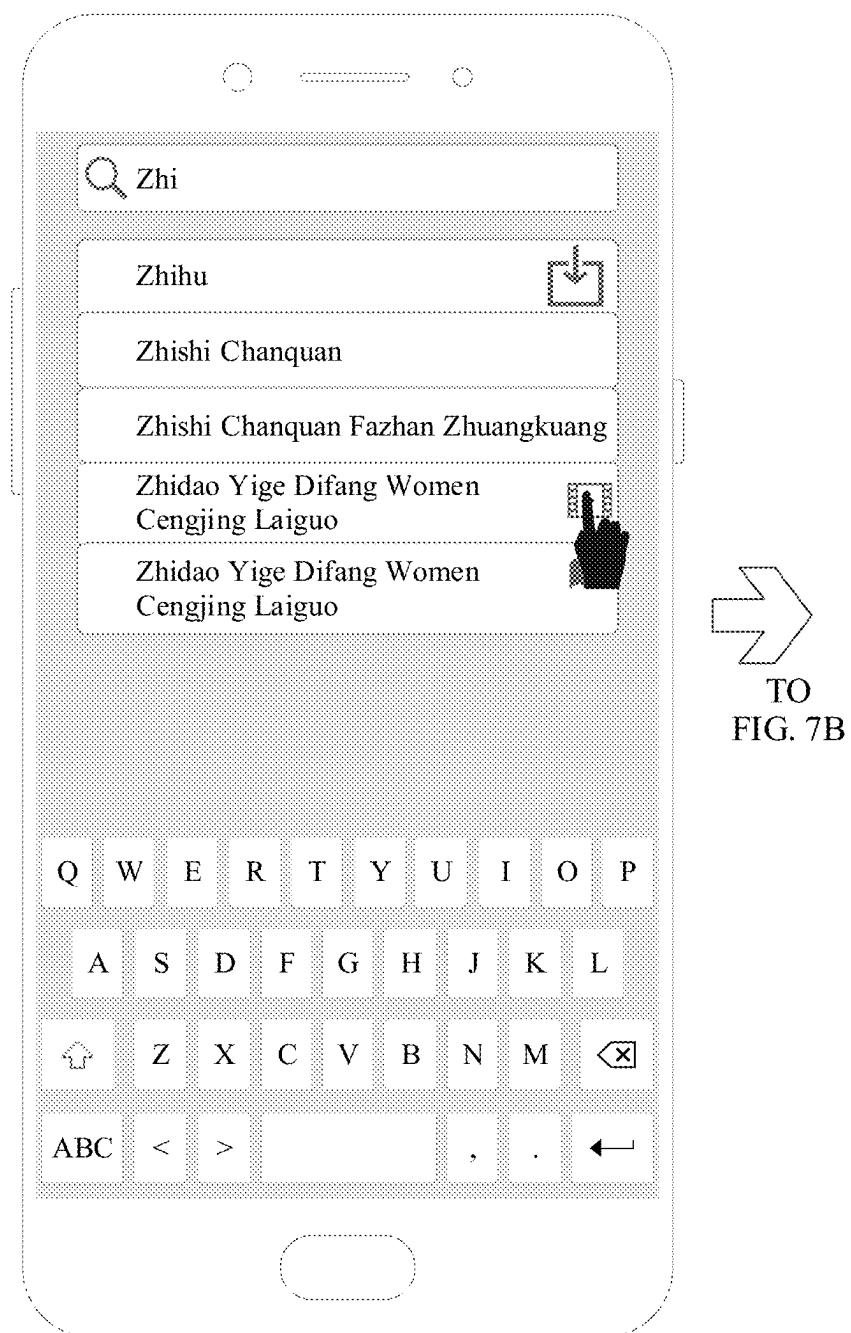 Zhi
Zhihu
Zhishi Chanquan
Zhishi Chanquan Fazhan Zhuangkuang
Zhidao Yige Difang Women
Cengjing Laiguo
Zhidao Yige Difang Women
Cengjing Laiguo
TO
FIG. 7B
Q W E R T Y U I O P
A S D F G H J K L
Z X C V B N M
ABC < > , .